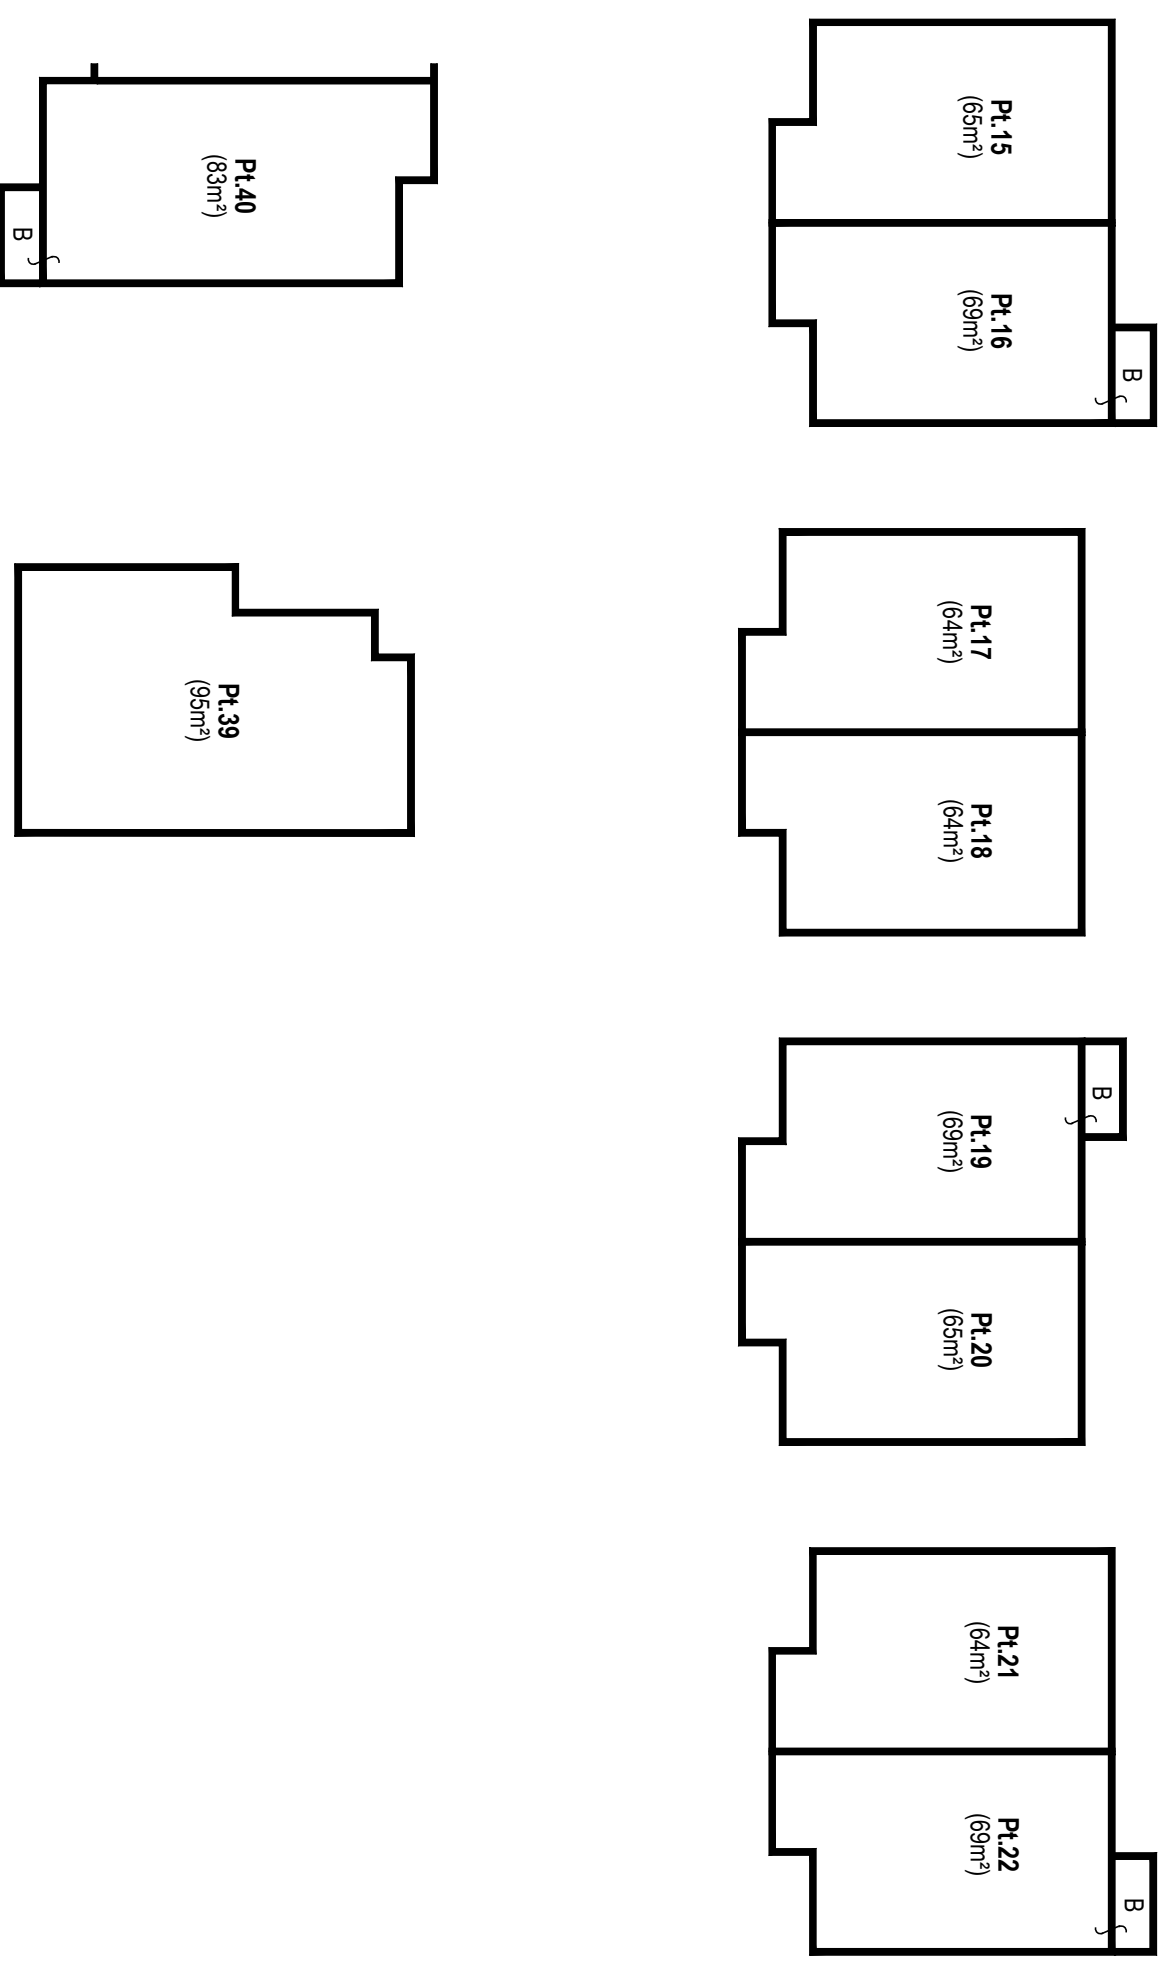 Pt.15
(65m²)
Pt.16
(69m²)
B
Pt.17
(64m²)
Pt.18
(64m²)
Pt.19
(69m²)
B
Pt.20
(65m²)
Pt.21
(64m²)
Pt.22
(69m²)
B
Pt.40
(83m²)
B
Pt.39
(95m²)